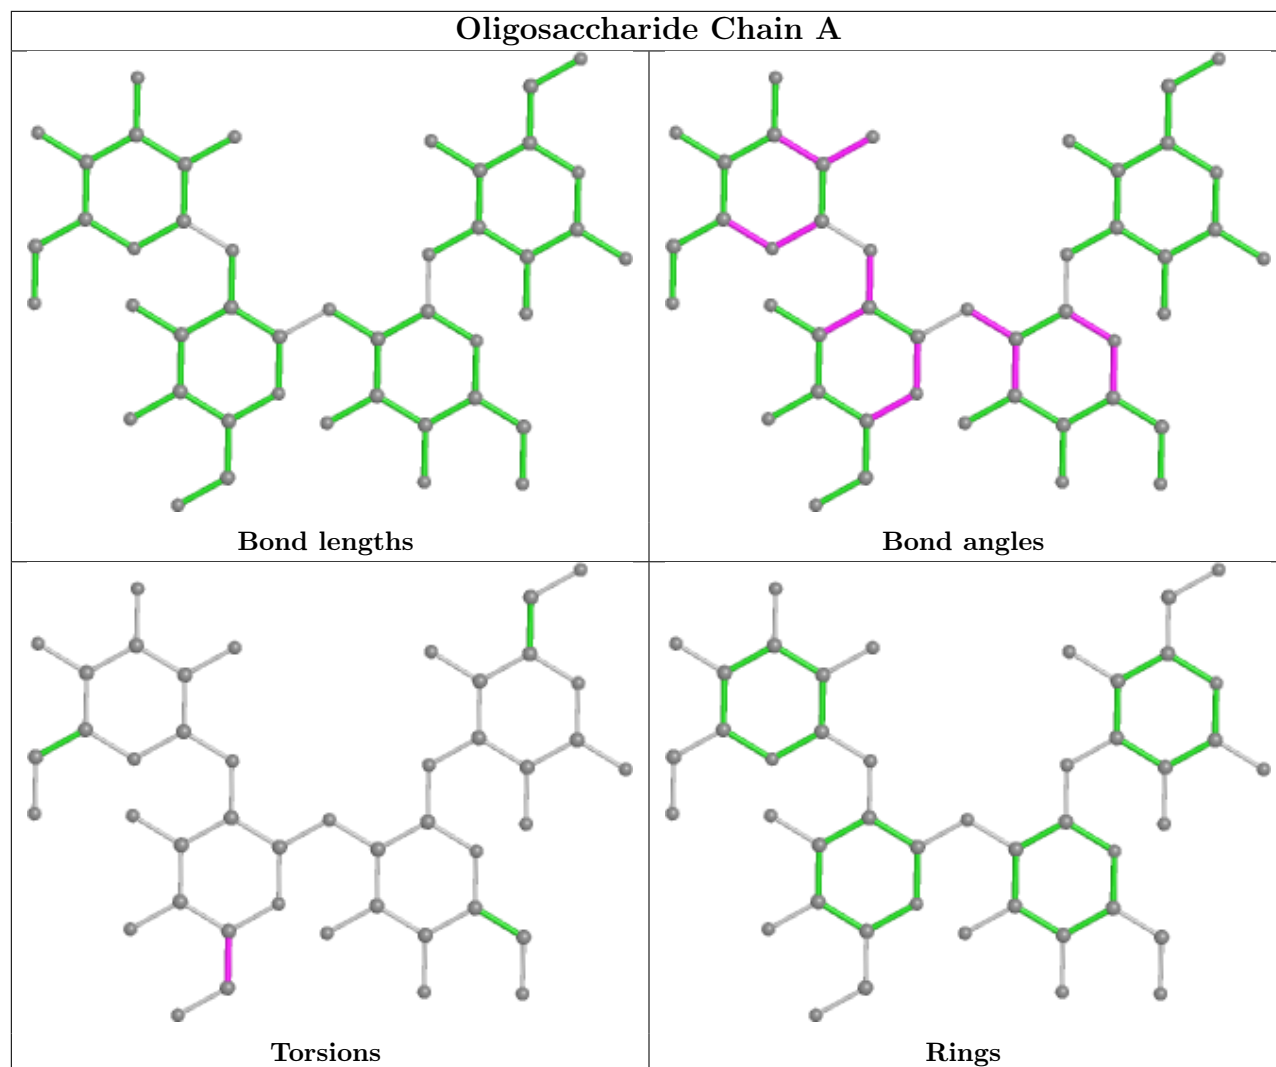 Oligosaccharide Chain A
Bond lengths
Bond angles
Torsions
Rings